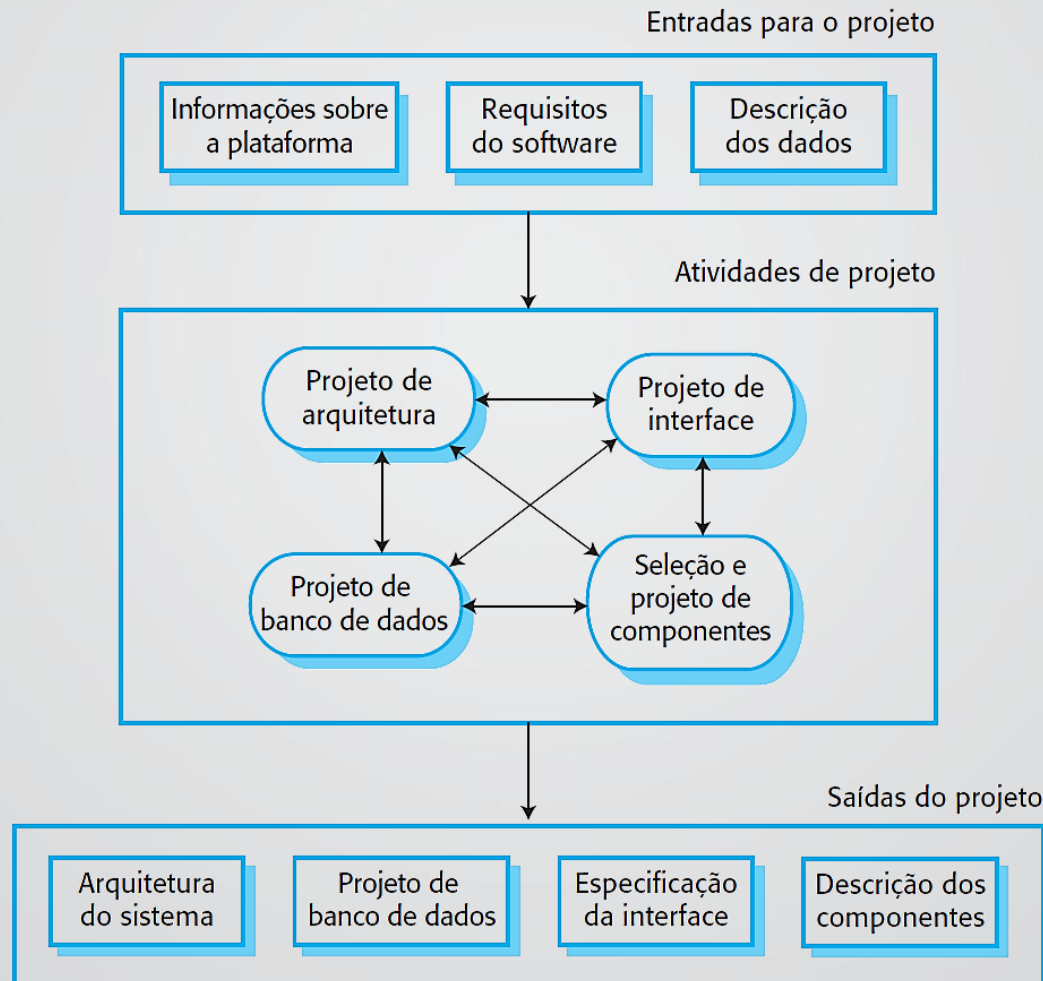 Entradas para o projeto
Informações sobre
a plataforma
Requisitos
do software
Descrição
dos dados
Atividades de projeto
Projeto de
arquitetura
Projeto de
interface
Projeto de
banco de dados
Seleção e
projeto de
componentes
Saídas do projeto
Arquitetura
do sistema
Projeto de
banco de dados
Especificação
da interface
Descrição dos
componentes